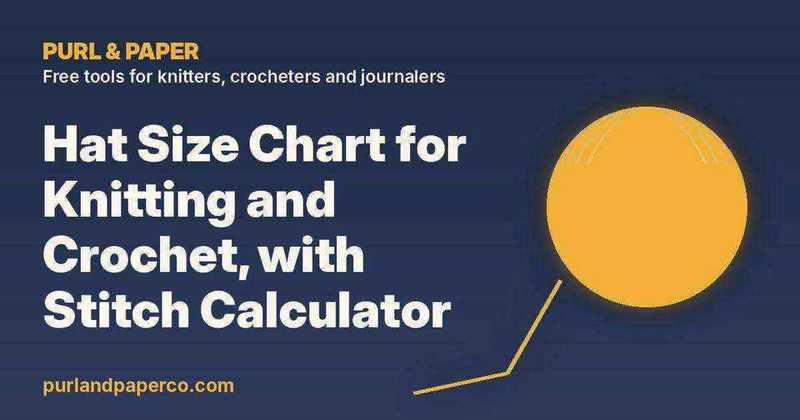 PURL & PAPER
Free tools for knitters, crocheters and journalers
Hat Size Chart for
Knitting and
Crochet, with
Stitch Calculator
purlandpaperco.com